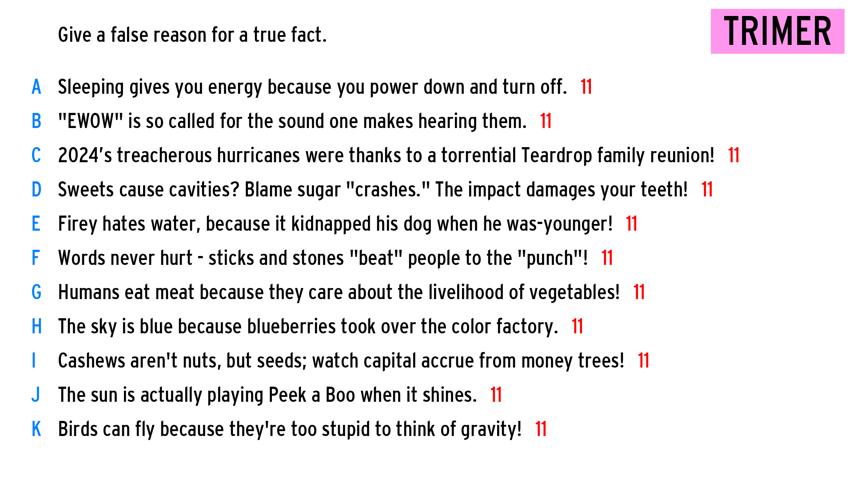 Give a false reason for a true fact.
TRIMER
A Sleeping gives you energy because you power down and turn off. 11
B "EWOW" is so called for the sound one makes hearing them. 11
C 2024's treacherous hurricanes were thanks to a torrential Teardrop family reunion! 11
D Sweets cause cavities? Blame sugar "crashes." The impact damages your teeth! 11
E Firey hates water, because it kidnapped his dog when he was-younger! 11
F Words never hurt - sticks and stones "beat" people to the "punch"! 11
G Humans eat meat because they care about the livelihood of vegetables! 11
H The sky is blue because blueberries took over the color factory. 11
I Cashews aren't nuts, but seeds; watch capital accrue from money trees! 11
J The sun is actually playing Peek a Boo when it shines. 11
K Birds can fly because they're too stupid to think of gravity! 11